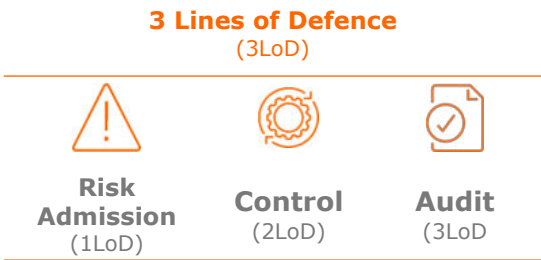 3 Lines of Defence
(3LoD)
Risk
Admission
(1LoD)
Control
(2LoD)
Audit
(3LoD